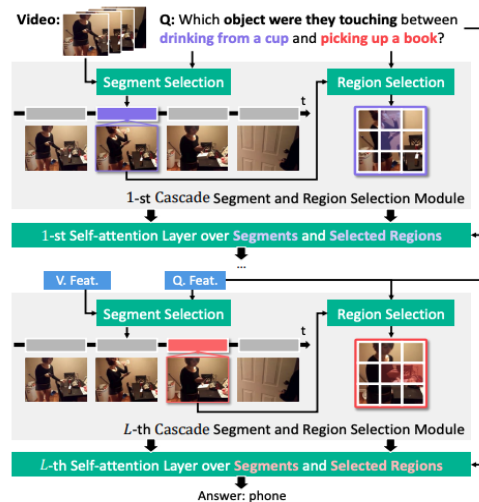 Video:
Q: Which object were they touching between
drinking from a cup and picking up a book?
Segment Selection
Region Selection
t
1-st Cascade Segment and Region Selection Module
1-st Self-attention Layer over Segments and Selected Regions
...
V. Feat.
Q. Feat.
Segment Selection
Region Selection
t
L-th Cascade Segment and Region Selection Module
L-th Self-attention Layer over Segments and Selected Regions
Answer: phone